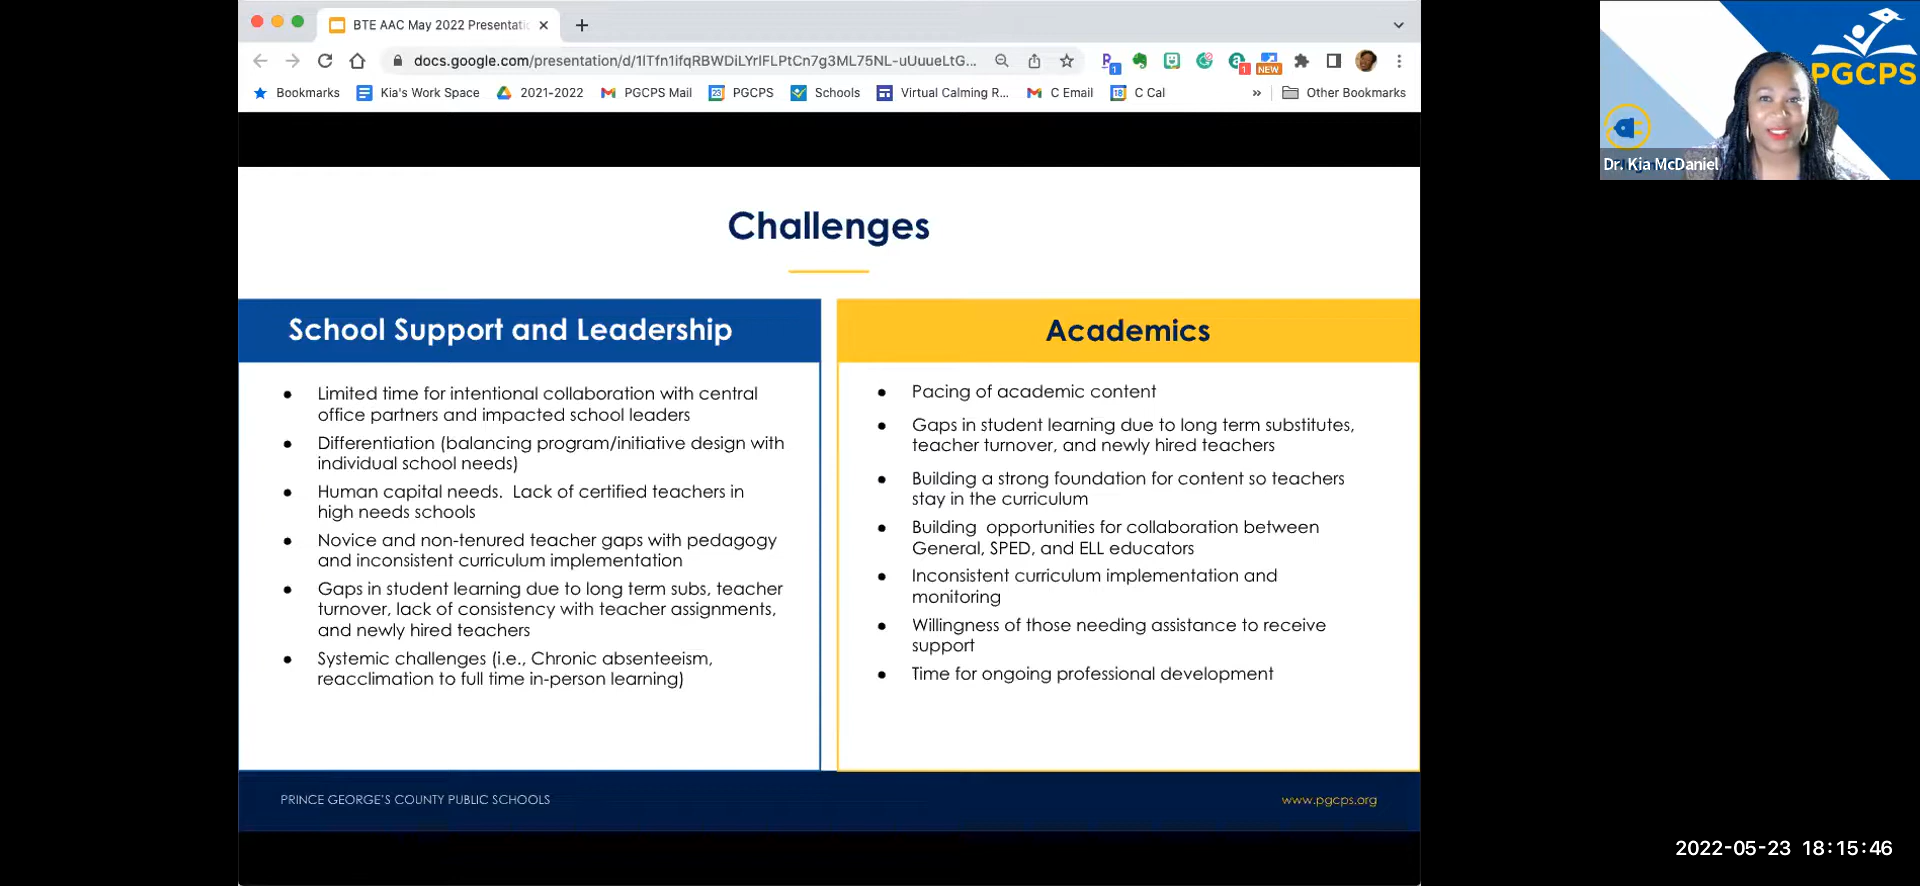 BTE AAC May 2022 Presentati
docs.google.com/presentation/d/1lTfn1ifqRBWDiLYrIFLPtCn7g3ML75NL-uUuueLtG...
1
1
NEW
Bookmarks
Kia's Work Space
2021-2022
PGCPS Mail
23
PGCPS
Schools
Virtual Calming R...
C Email
18
C Cal
»
Other Bookmarks
PGCPS
Dr. Kia McDaniel
Challenges
School Support and Leadership
• Limited time for intentional collaboration with central
office partners and impacted school leaders
• Differentiation (balancing program/initiative design with
individual school needs)
• Human capital needs.  Lack of certified teachers in
high needs schools
• Novice and non-tenured teacher gaps with pedagogy
and inconsistent curriculum implementation
• Gaps in student learning due to long term subs, teacher
turnover, lack of consistency with teacher assignments,
and newly hired teachers
• Systemic challenges (i.e., Chronic absenteeism,
reacclimation to full time in-person learning)
Academics
• Pacing of academic content
• Gaps in student learning due to long term substitutes,
teacher turnover, and newly hired teachers
• Building a strong foundation for content so teachers
stay in the curriculum
• Building  opportunities for collaboration between
General, SPED, and ELL educators
• Inconsistent curriculum implementation and
monitoring
• Willingness of those needing assistance to receive
support
• Time for ongoing professional development
PRINCE GEORGE'S COUNTY PUBLIC SCHOOLS
www.pgcps.org
2022-05-23 18:15:46